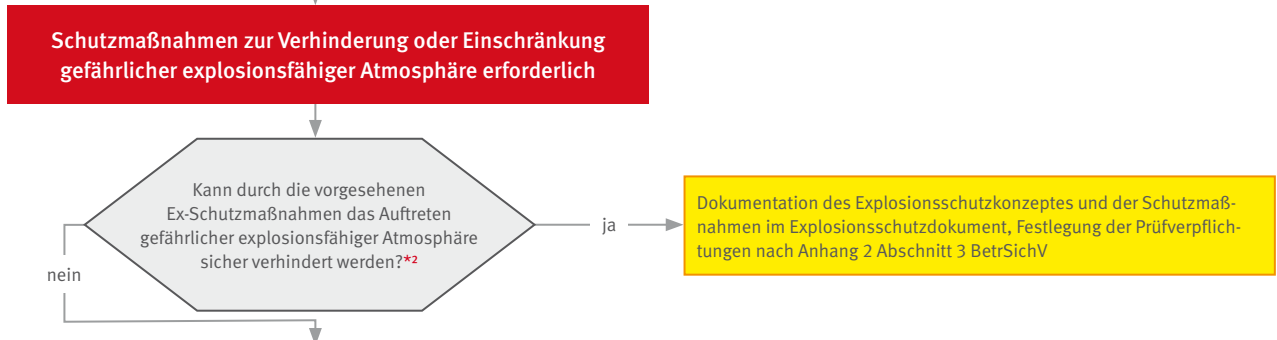 Schutzmaßnahmen zur Verhinderung oder Einschränkung
gefährlicher explosionsfähiger Atmosphäre erforderlich
Kann durch die vorgesehenen
Ex-Schutzmaßnahmen das Auftreten
gefährlicher explosionsfähiger Atmosphäre
sicher verhindert werden?*²
ja
Dokumentation des Explosionsschutzkonzeptes und der Schutzmaß-
nahmen im Explosionsschutzdokument, Festlegung der Prüfverpflich-
tungen nach Anhang 2 Abschnitt 3 BetrSichV
nein